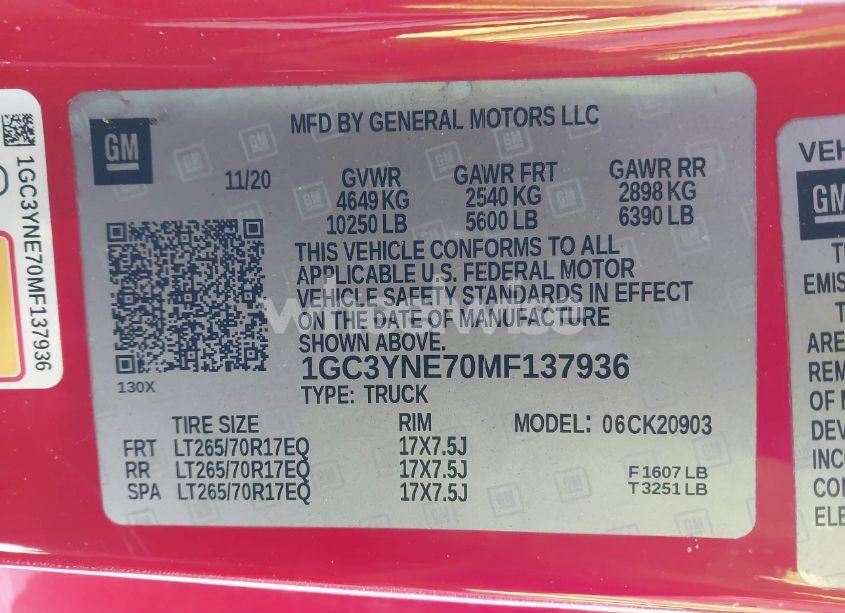 1GC3YNE70MF137936
GM
MFD BY GENERAL MOTORS LLC
11/20
GVWR GAWR FRT GAWR RR
4649 KG 2540 KG 2898 KG
10250 LB 5600 LB 6390 LB
THIS VEHICLE CONFORMS TO ALL
APPLICABLE U.S. FEDERAL MOTOR
VEHICLE SAFETY STANDARDS IN EFFECT
ON THE DATE OF MANUFACTURE
SHOWN ABOVE.
130X
1GC3YNE70MF137936
TYPE: TRUCK
TIRE SIZE RIM MODEL: 06CK20903
FRT LT265/70R17EQ 17X7.5J
RR LT265/70R17EQ 17X7.5J F1607 LB
SPA LT265/70R17EQ 17X7.5J T3251 LB
VEH
GM
EMIS
ARE
REM
OF M
DEV
INC
CON
ELE